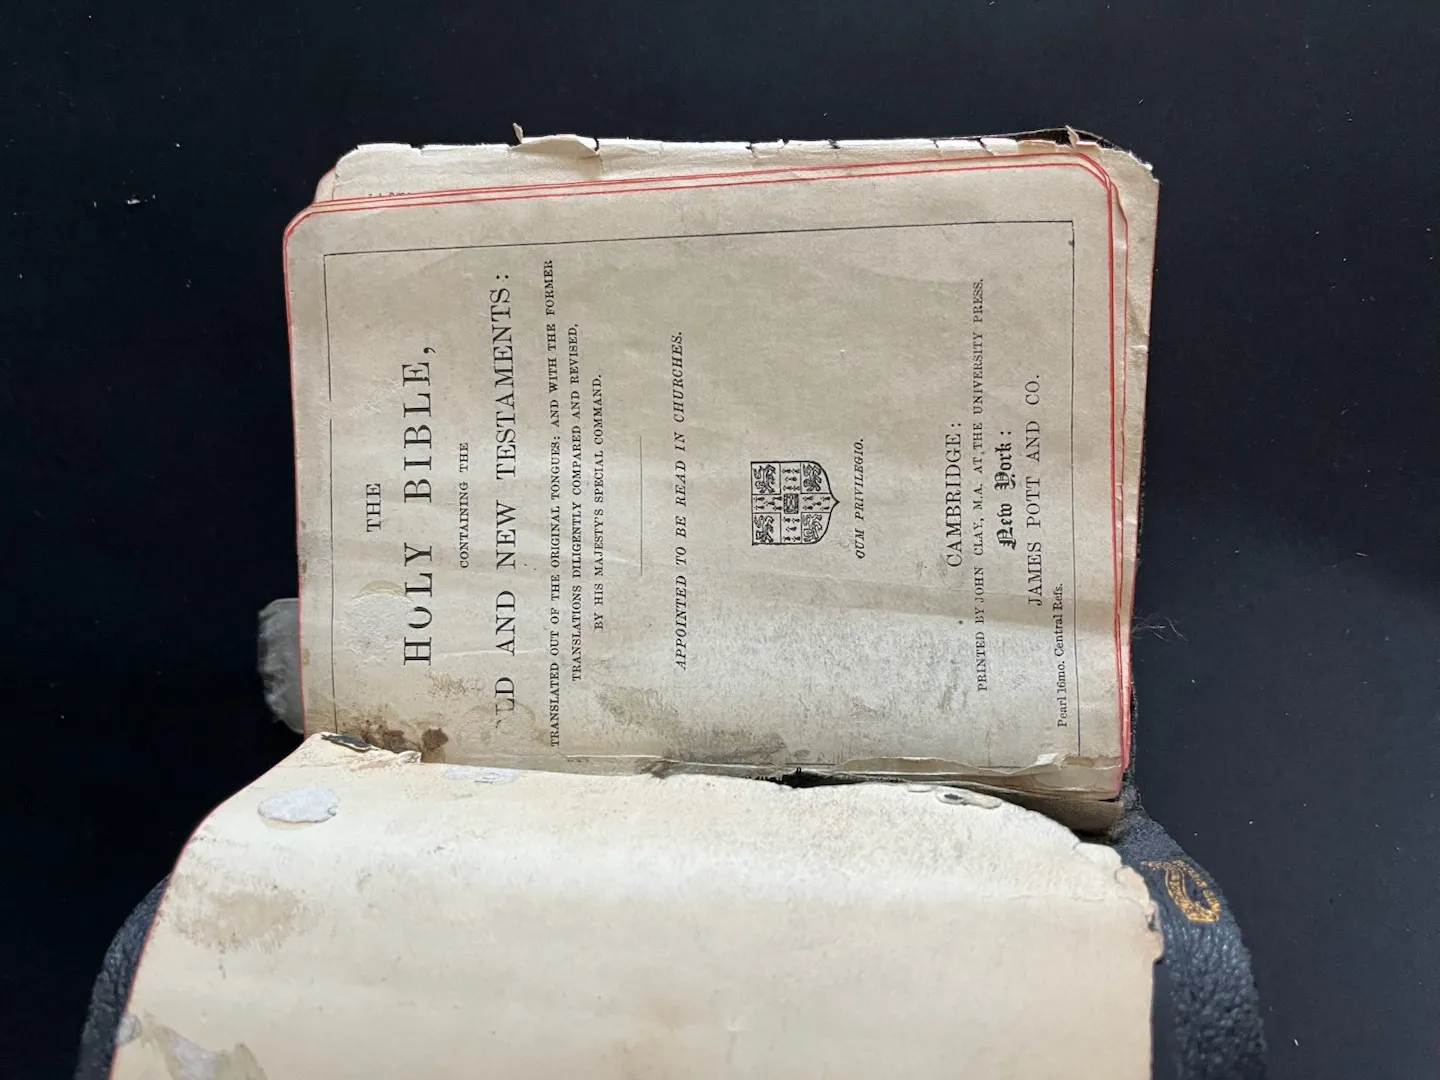 THE
HOLY BIBLE,
CONTAINING THE
LD AND NEW TESTAMENTS:
TRANSLATED OUT OF THE ORIGINAL TONGUES: AND WITH THE FORMER
TRANSLATIONS DILIGENTLY COMPARED AND REVISED,
BY HIS MAJESTY'S SPECIAL COMMAND.
APPOINTED TO BE READ IN CHURCHES.
CUM PRIVILEGIO.
CAMBRIDGE:
PRINTED BY JOHN CLAY, M.A. AT THE UNIVERSITY PRESS.
New York:
JAMES POTT AND CO.
Pearl 16mo. Central Refs.